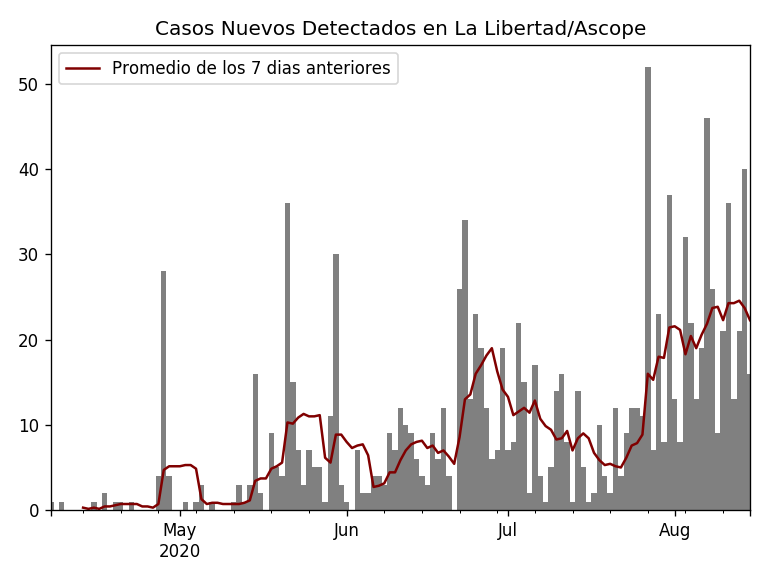 Casos Nuevos Detectados en La Libertad/Ascope
Promedio de los 7 dias anteriores
50
40
30
20
10
0
May
2020
Jun
Jul
Aug